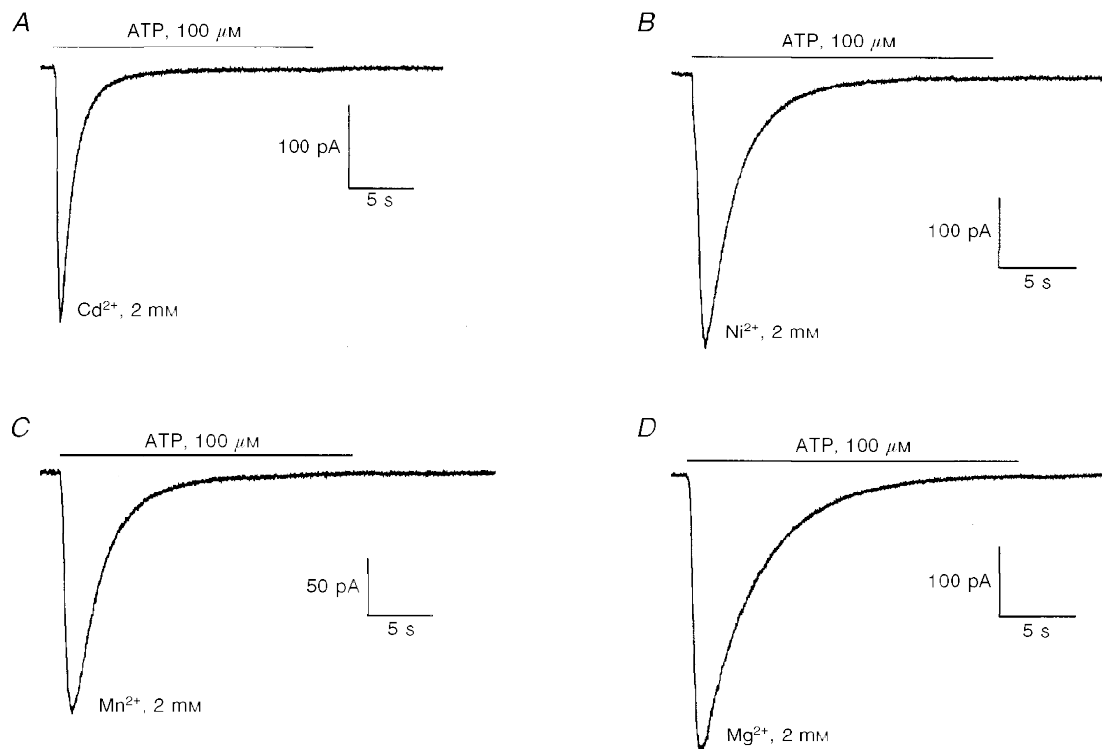 A
ATP, 100 μM
100 pA
5 s
Cd²⁺, 2 mM
B
ATP, 100 μM
100 pA
5 s
Ni²⁺, 2 mM
C
ATP, 100 μM
50 pA
5 s
Mn²⁺, 2 mM
D
ATP, 100 μM
100 pA
5 s
Mg²⁺, 2 mM